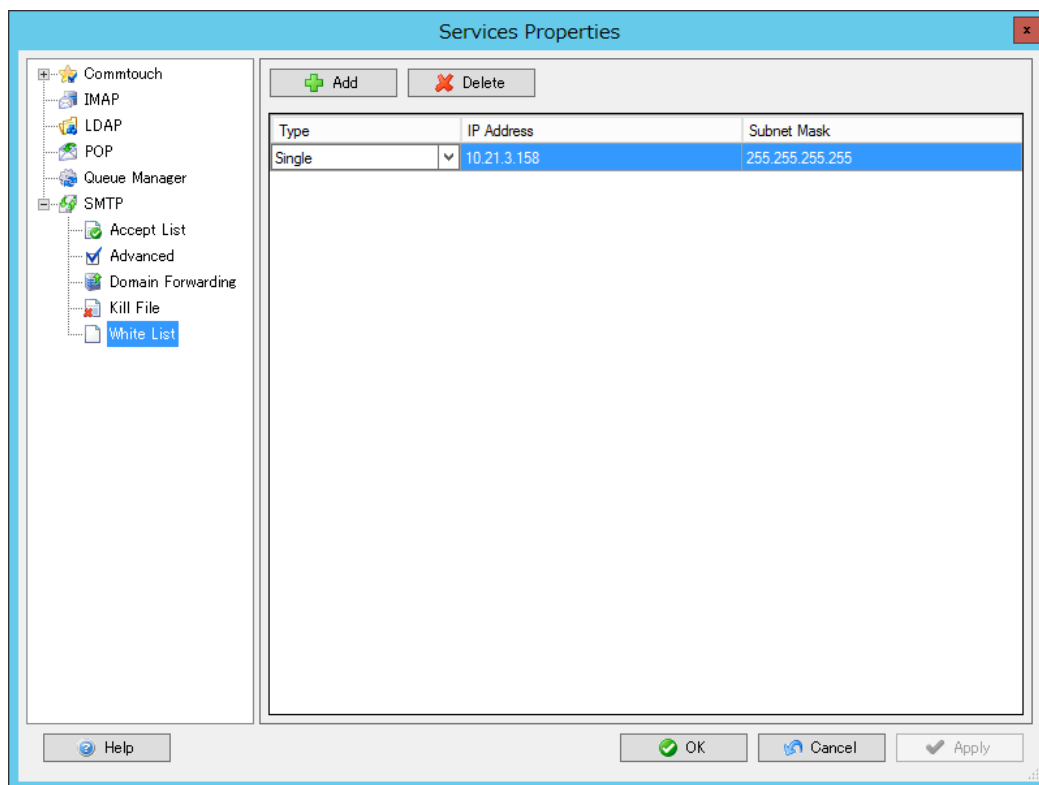 Services Properties
x
Commtouch
IMAP
LDAP
POP
Queue Manager
SMTP
Accept List
Advanced
Domain Forwarding
Kill File
White List
Add Delete
Type IP Address Subnet Mask
Single 10.21.3.158 255.255.255.255
Help OK Cancel Apply